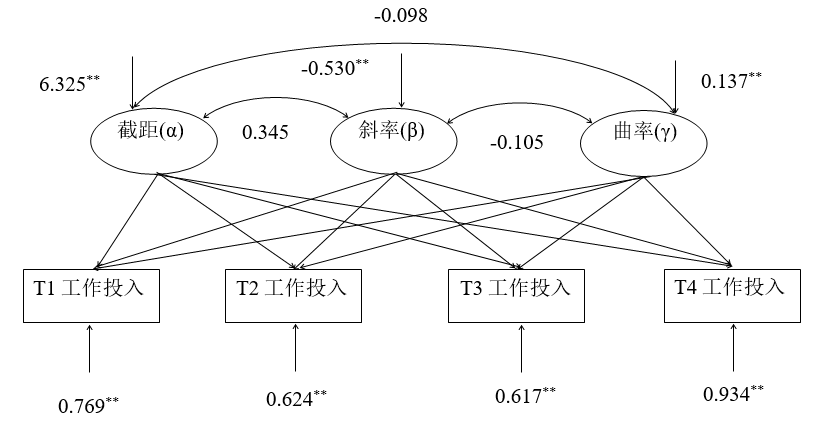 -0.098
6.325**
-0.530**
0.137**
截距(α)
0.345
斜率(β)
-0.105
曲率(γ)
T1 工作投入
T2 工作投入
T3 工作投入
T4 工作投入
0.769**
0.624**
0.617**
0.934**